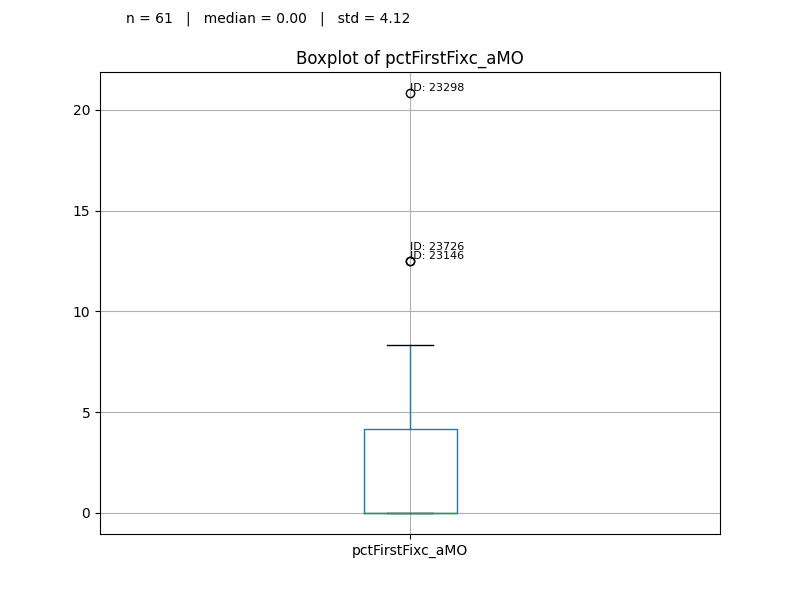 n = 61   |   median = 0.00   |   std = 4.12
Boxplot of pctFirstFixc_aMO
ID: 23298
20
15
ID: 23726
ID: 23146
10
5
0
pctFirstFixc_aMO